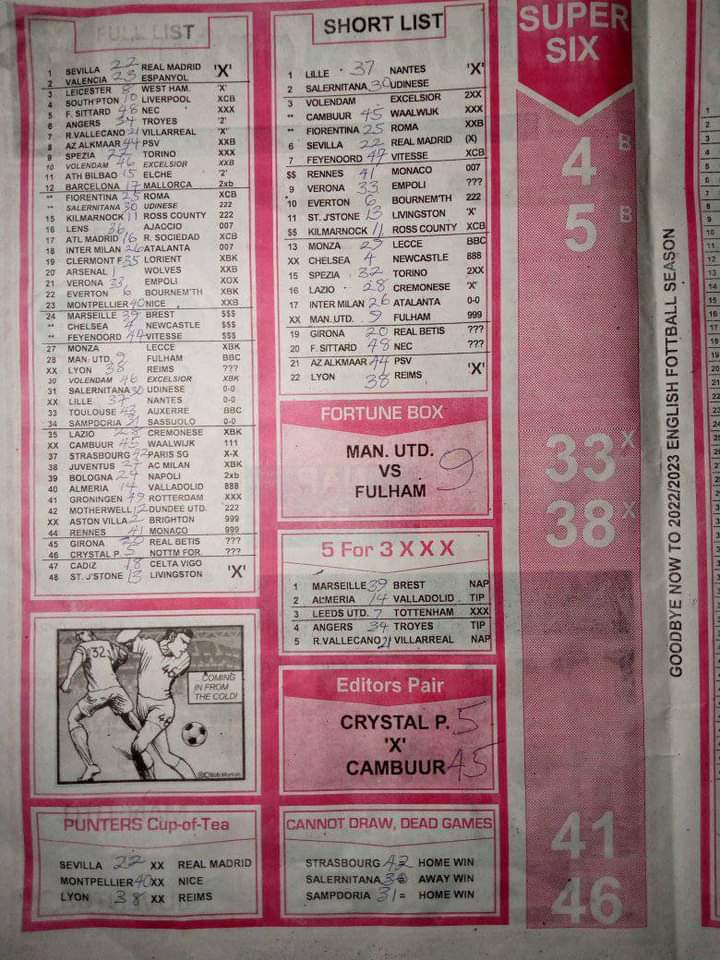 FULL LIST
1 SEVILLA 22 REAL MADRID 'X'
2 VALENCIA 23 ESPANYOL
3 LEICESTER 8 WEST HAM. 'X'
4 SOUTH'PTON 10 LIVERPOOL XCB
5 F. SITTARD 48 NEC XXX
6 ANGERS 34 TROYES '2'
7 R.VALLECANO 21 VILLARREAL 'X'
8 AZ ALKMAAR 44 PSV XXB
9 SPEZIA TORINO XXX
10 VOLENDAM 46 EXCELSIOR XXB
11 ATH BILBAO 15 ELCHE '2'
12 BARCELONA 17 MALLORCA 2xb
** FIORENTINA 25 ROMA XCB
** SALERNITANA 30 UDINESE 222
15 KILMARNOCK 11 ROSS COUNTY 222
16 LENS 36 AJACCIO 007
17 ATL MADRID 16 R. SOCIEDAD XCB
18 INTER MILAN 26 ATALANTA 007
19 CLERMONT F. 35 LORIENT XBK
20 ARSENAL 1 WOLVES XXB
21 VERONA 33 EMPOLI XOX
22 EVERTON 6 BOURNEM'TH XBK
23 MONTPELLIER 40 NICE XXB
24 MARSEILLE 39 BREST $$$
** CHELSEA 4 NEWCASTLE $$$
** FEYENOORD 44 VITESSE $$$
27 MONZA LECCE XBK
28 MAN. UTD. 9 FULHAM BBC
XX LYON 38 REIMS ???
30 VOLENDAM 46 EXCELSIOR XBK
31 SALERNITANA 30 UDINESE 0-0
XX LILLE 37 NANTES 0-0
33 TOULOUSE 43 AUXERRE BBC
34 SAMPDORIA 31 SASSUOLO 0-0
35 LAZIO 28 CREMONESE XBK
XX CAMBUUR 45 WAALWIJK 111
37 STRASBOURG 42 PARIS SG X-X
38 JUVENTUS 27 AC MILAN XBK
39 BOLOGNA 24 NAPOLI 2xb
40 ALMERIA 14 VALLADOLID 888
41 GRONINGEN 49 ROTTERDAM XXX
42 MOTHERWELL 12 DUNDEE UTD. 222
XX ASTON VILLA 2 BRIGHTON 999
44 RENNES 41 MONACO 999
45 GIRONA 20 REAL BETIS ???
46 CRYSTAL P. 5 NOTTM FOR. ???
47 CADIZ 18 CELTA VIGO 'X'
48 ST. J'STONE 13 LIVINGSTON
...COMING IN FROM THE COLD!
32
PUNTERS Cup-of-Tea
SEVILLA 22 XX REAL MADRID
MONTPELLIER 40 XX NICE
LYON 38 XX REIMS
SHORT LIST
1 LILLE 37 NANTES 'X'
2 SALERNITANA 30 UDINESE
3 VOLENDAM EXCELSIOR 2XX
** CAMBUUR 45 WAALWIJK XXX
** FIORENTINA 25 ROMA XXB
6 SEVILLA 22 REAL MADRID (X)
7 FEYENOORD 47 VITESSE XCB
$$ RENNES 41 MONACO 007
9 VERONA 33 EMPOLI ???
10 EVERTON 6 BOURNEM'TH 222
11 ST. J'STONE 13 LIVINGSTON 'X'
$$ KILMARNOCK 11 ROSS COUNTY XCB
13 MONZA 29 LECCE BBC
XX CHELSEA 4 NEWCASTLE 888
15 SPEZIA 32 TORINO 2XX
16 LAZIO 28 CREMONESE 'X'
17 INTER MILAN 26 ATALANTA 0-0
XX MAN. UTD. 9 FULHAM 999
19 GIRONA 20 REAL BETIS ???
20 F. SITTARD 48 NEC ???
21 AZ ALKMAAR 44 PSV 'X'
22 LYON 38 REIMS
FORTUNE BOX
MAN. UTD.
VS 9
FULHAM
5 For 3 X X X
1 MARSEILLE 39 BREST NAP
2 ALMERIA 14 VALLADOLID TIP
3 LEEDS UTD. 7 TOTTENHAM XXX
4 ANGERS 34 TROYES TIP
5 R.VALLECANO 21 VILLARREAL NAP
Editors Pair
CRYSTAL P. 5
'X'
CAMBUUR 45
CANNOT DRAW, DEAD GAMES
STRASBOURG 42 HOME WIN
SALERNITANA 30 = AWAY WIN
SAMPDORIA 31 = HOME WIN
SUPER
SIX
4 B
5 B
33 X
38 X
41
46
GOODBYE NOW TO 2022/2023 ENGLISH FOTTBALL SEASON